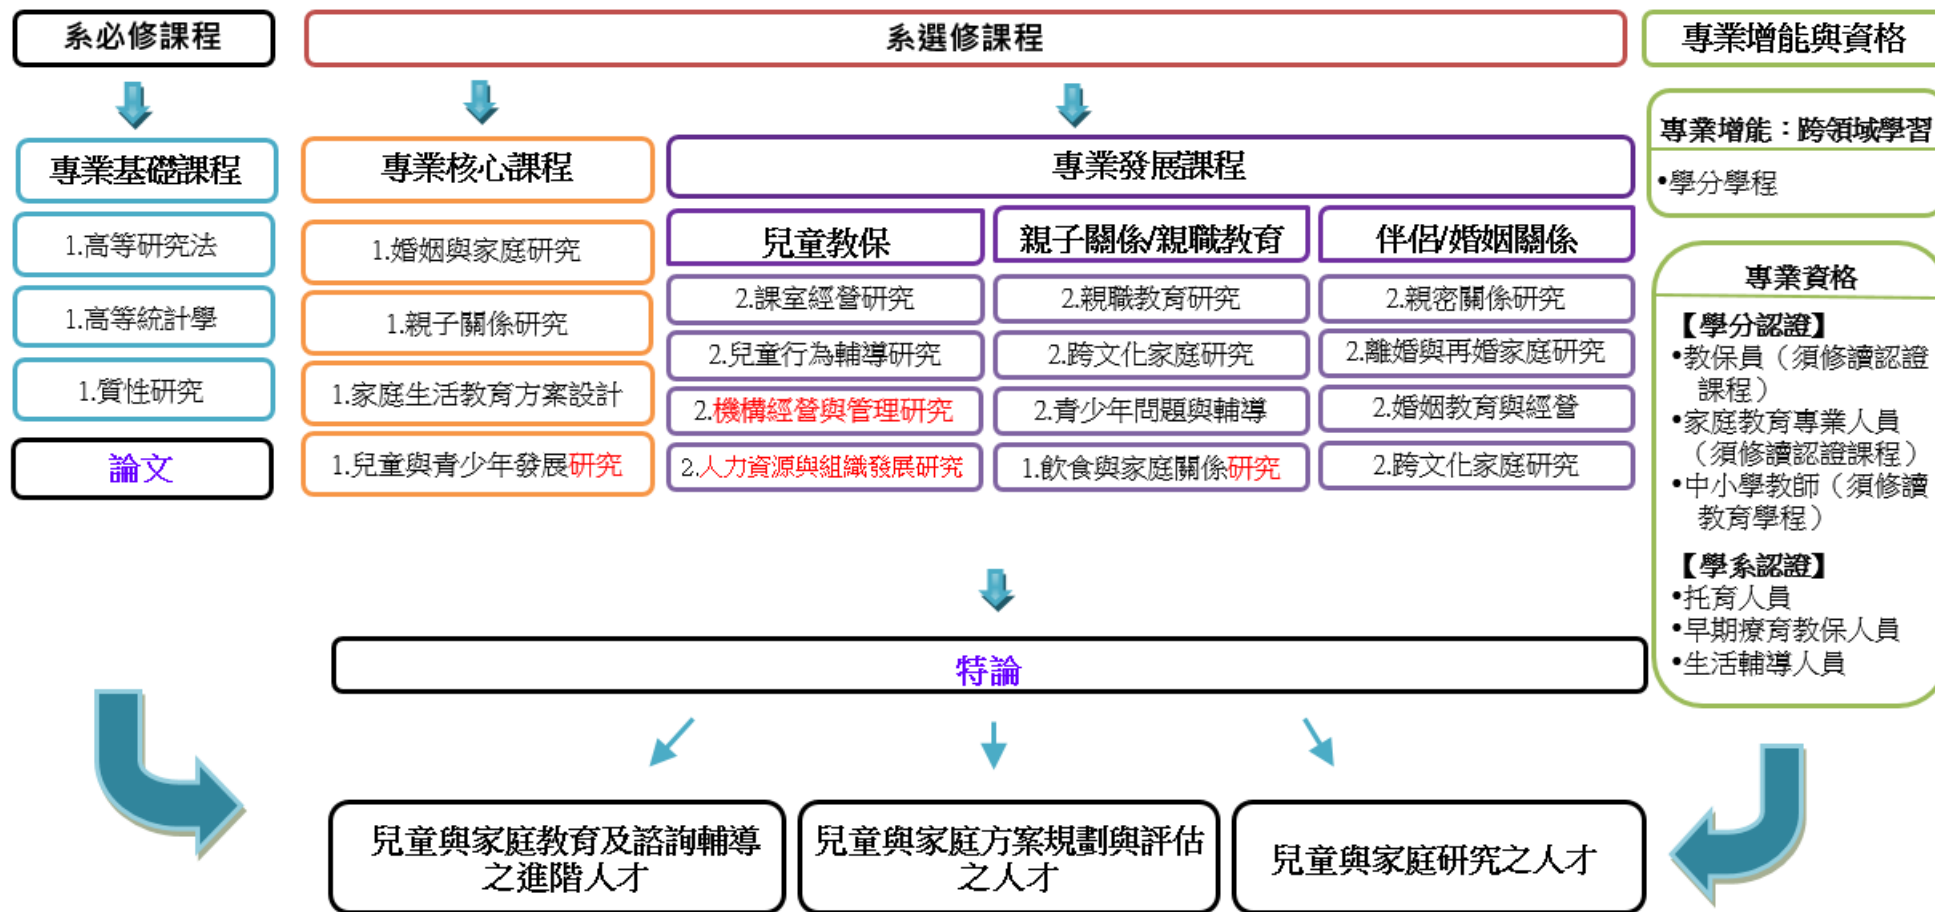 系必修課程
系選修課程
專業增能與資格
專業基礎課程
1.高等研究法
1.高等統計學
1.質性研究
論文
專業核心課程
1.婚姻與家庭研究
1.親子關係研究
1.家庭生活教育方案設計
1.兒童與青少年發展研究
專業發展課程
兒童教保
2.課室經營研究
2.兒童行為輔導研究
2.機構經營與管理研究
2.人力資源與組織發展研究
親子關係/親職教育
2.親職教育研究
2.跨文化家庭研究
2.青少年問題與輔導
1.飲食與家庭關係研究
伴侶/婚姻關係
2.親密關係研究
2.離婚與再婚家庭研究
2.婚姻教育與經營
2.跨文化家庭研究
專業增能：跨領域學習
•學分學程
專業資格
【學分認證】
•教保員（須修讀認證
課程）
•家庭教育專業人員
（須修讀認證課程）
•中小學教師（須修讀
教育學程）
【學系認證】
•托育人員
•早期療育教保人員
•生活輔導人員
特論
兒童與家庭教育及諮詢輔導
之進階人才
兒童與家庭方案規劃與評估
之人才
兒童與家庭研究之人才